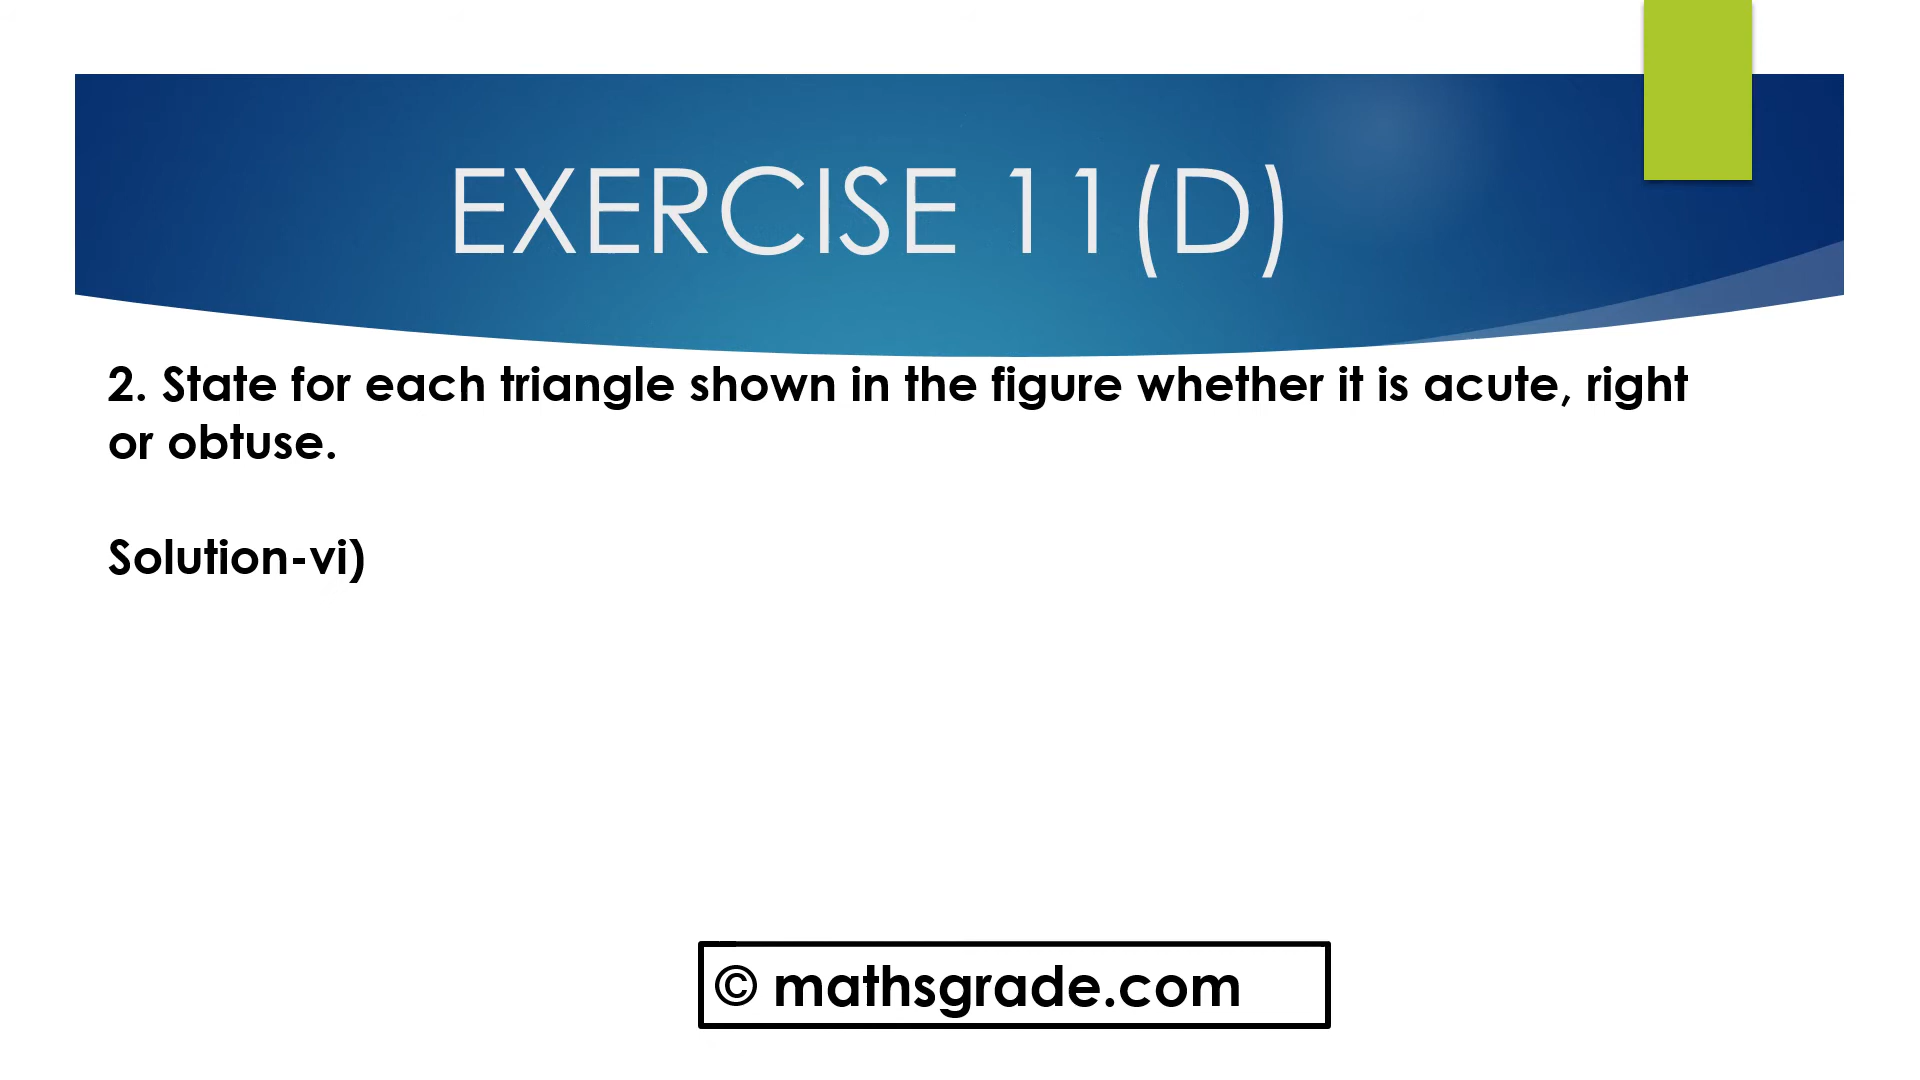 EXERCISE 11(D)
2. State for each triangle shown in the figure whether it is acute, right
or obtuse.
Solution-vi)
© mathsgrade.com